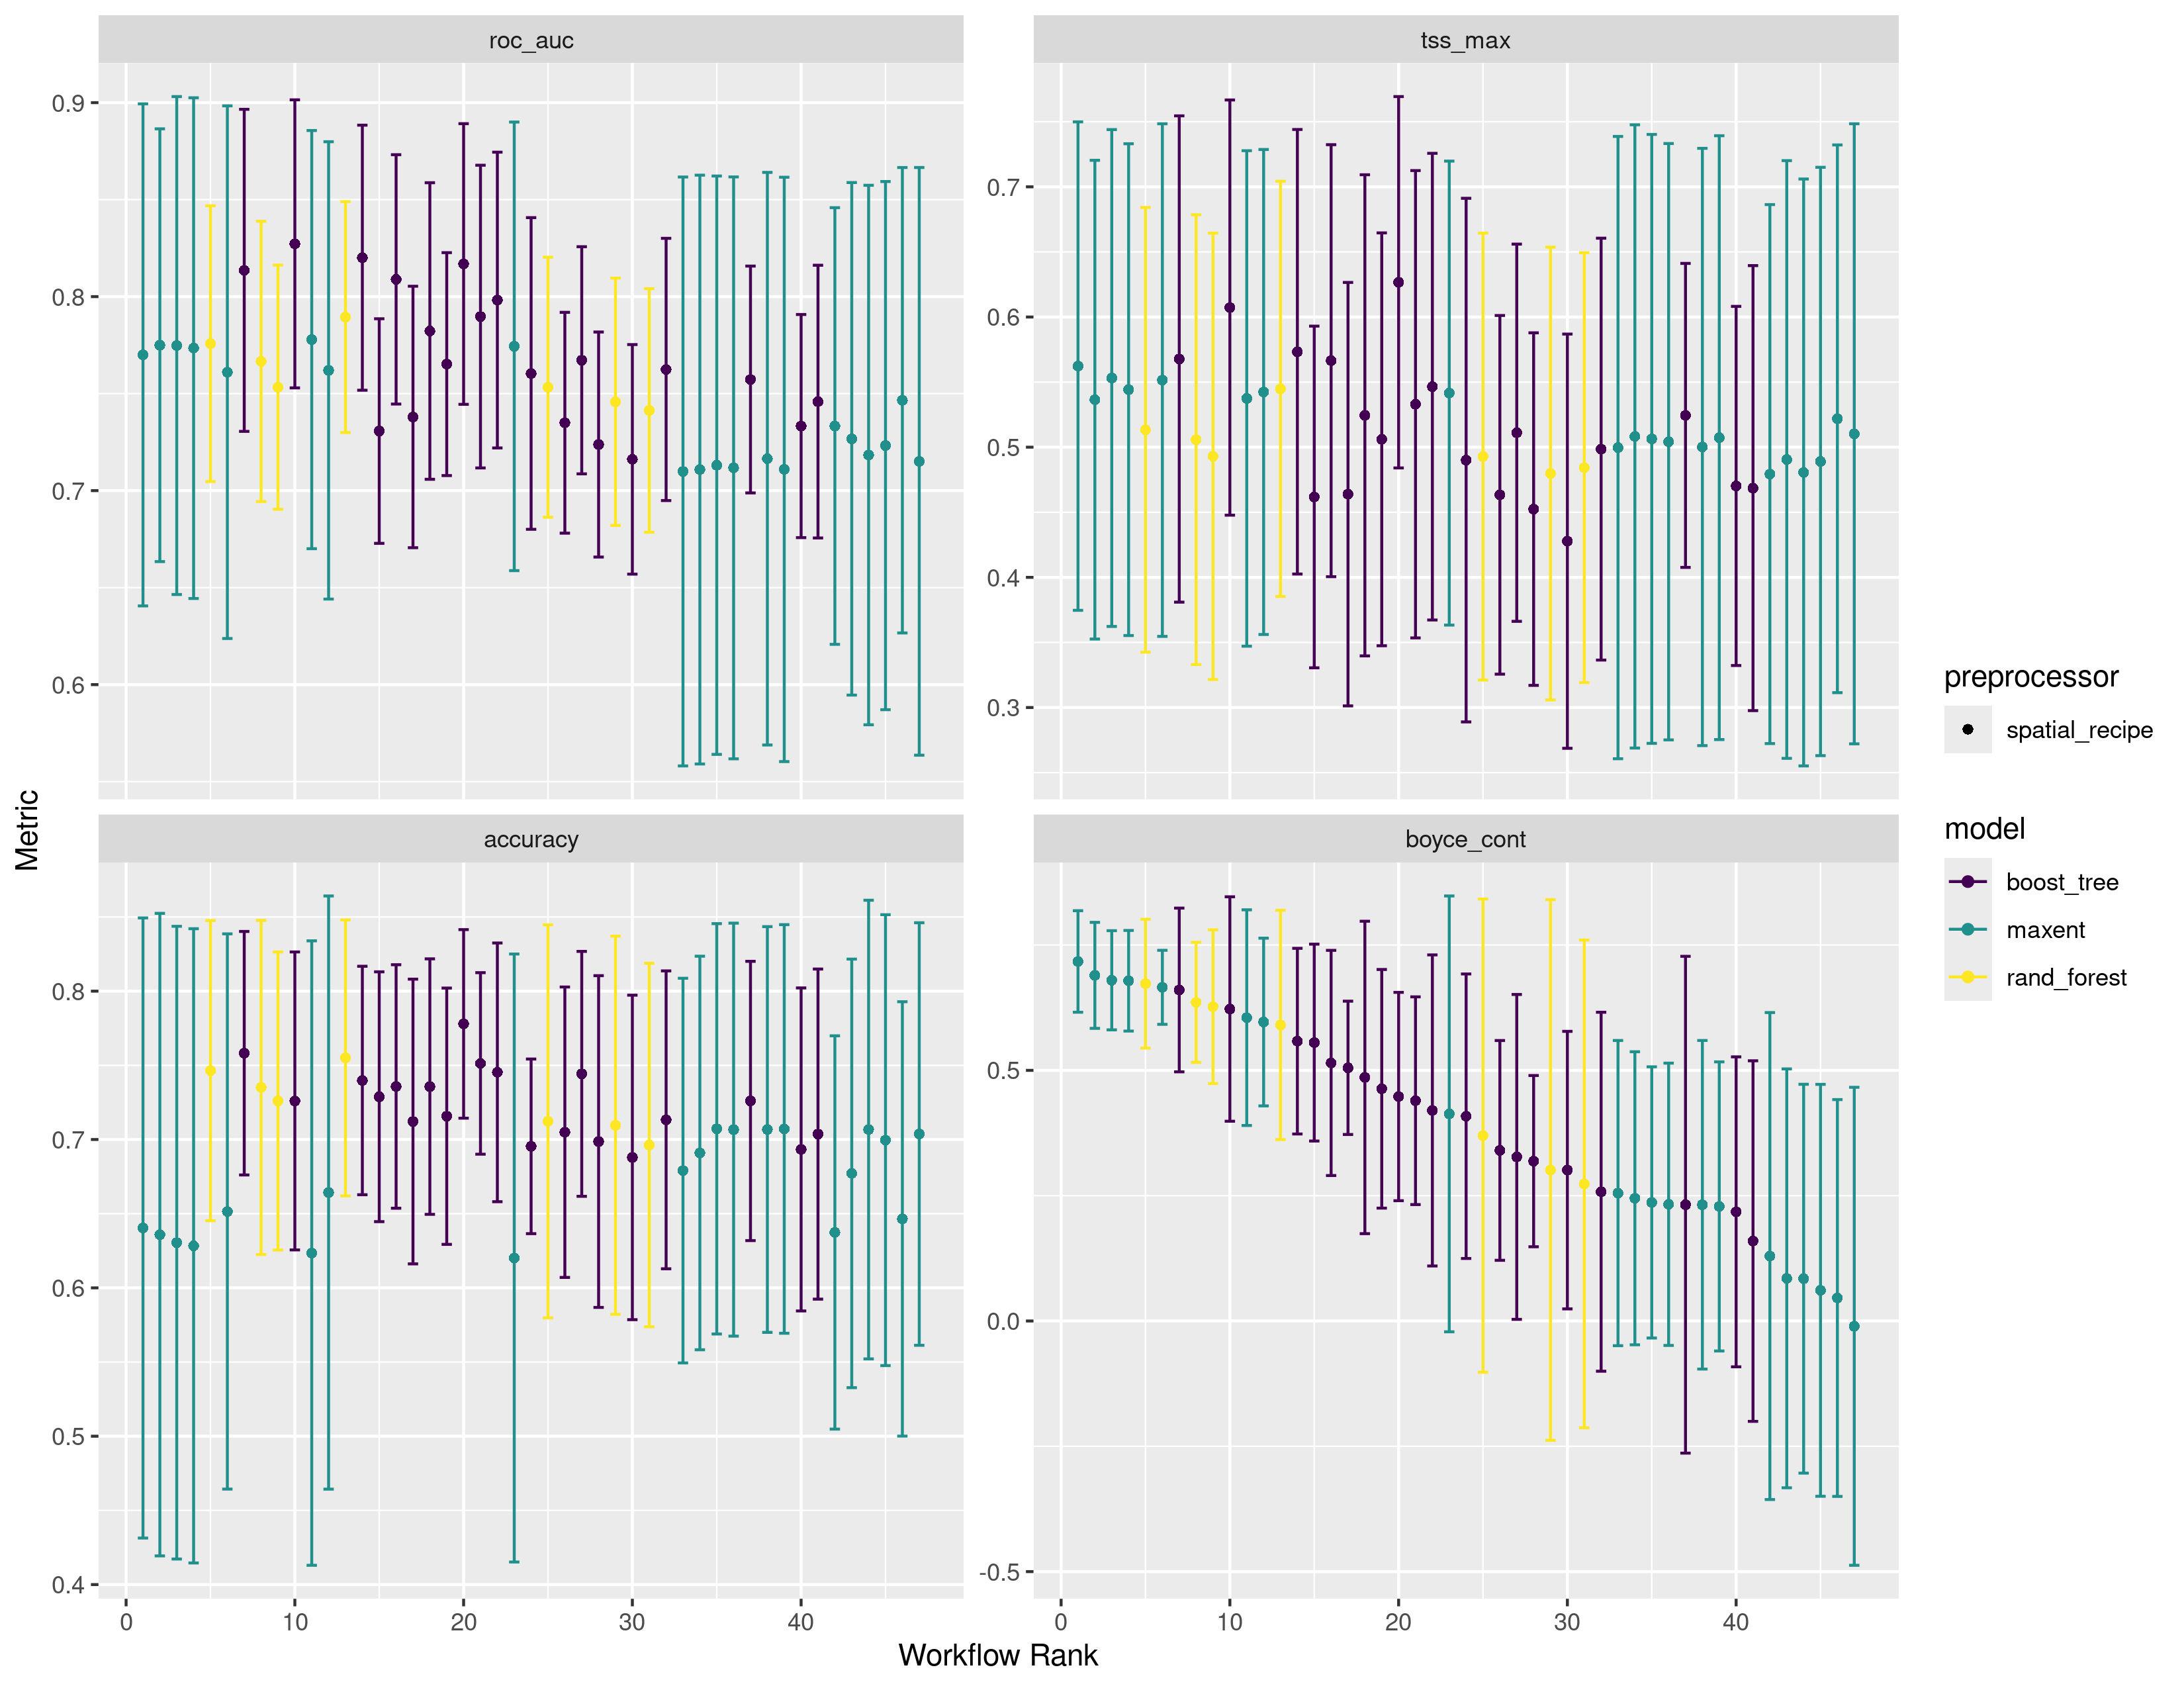 roc_auc
tss_max
0.9
0.8
0.7
0.6
0.7
0.6
0.5
0.4
0.3
accuracy
boyce_cont
0.8
0.7
0.6
0.5
0.4
0.5
0.0
-0.5
0 10 20 30 40
0 10 20 30 40
Metric
Workflow Rank
preprocessor
spatial_recipe
model
boost_tree
maxent
rand_forest